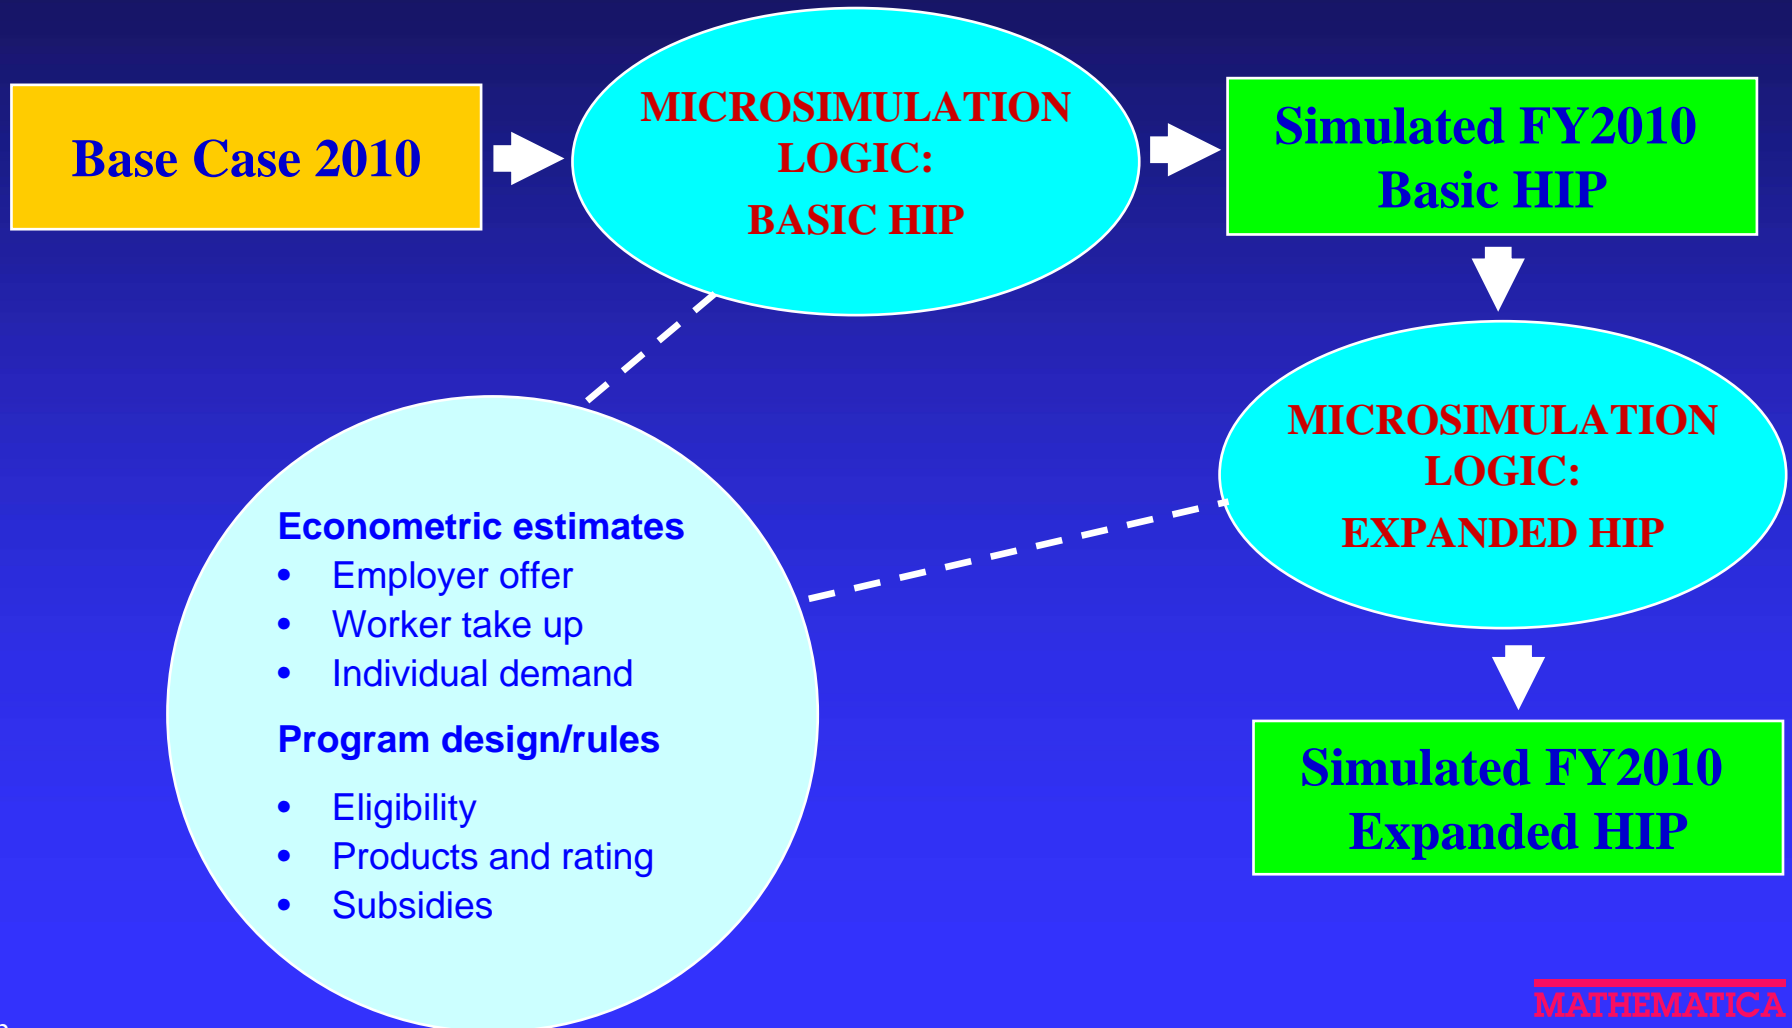 Base Case 2010
MICROSIMULATION
LOGIC:
BASIC HIP
Simulated FY2010
Basic HIP
MICROSIMULATION
LOGIC:
EXPANDED HIP
Simulated FY2010
Expanded HIP
Econometric estimates
• Employer offer
• Worker take up
• Individual demand
Program design/rules
• Eligibility
• Products and rating
• Subsidies
MATHEMATICA